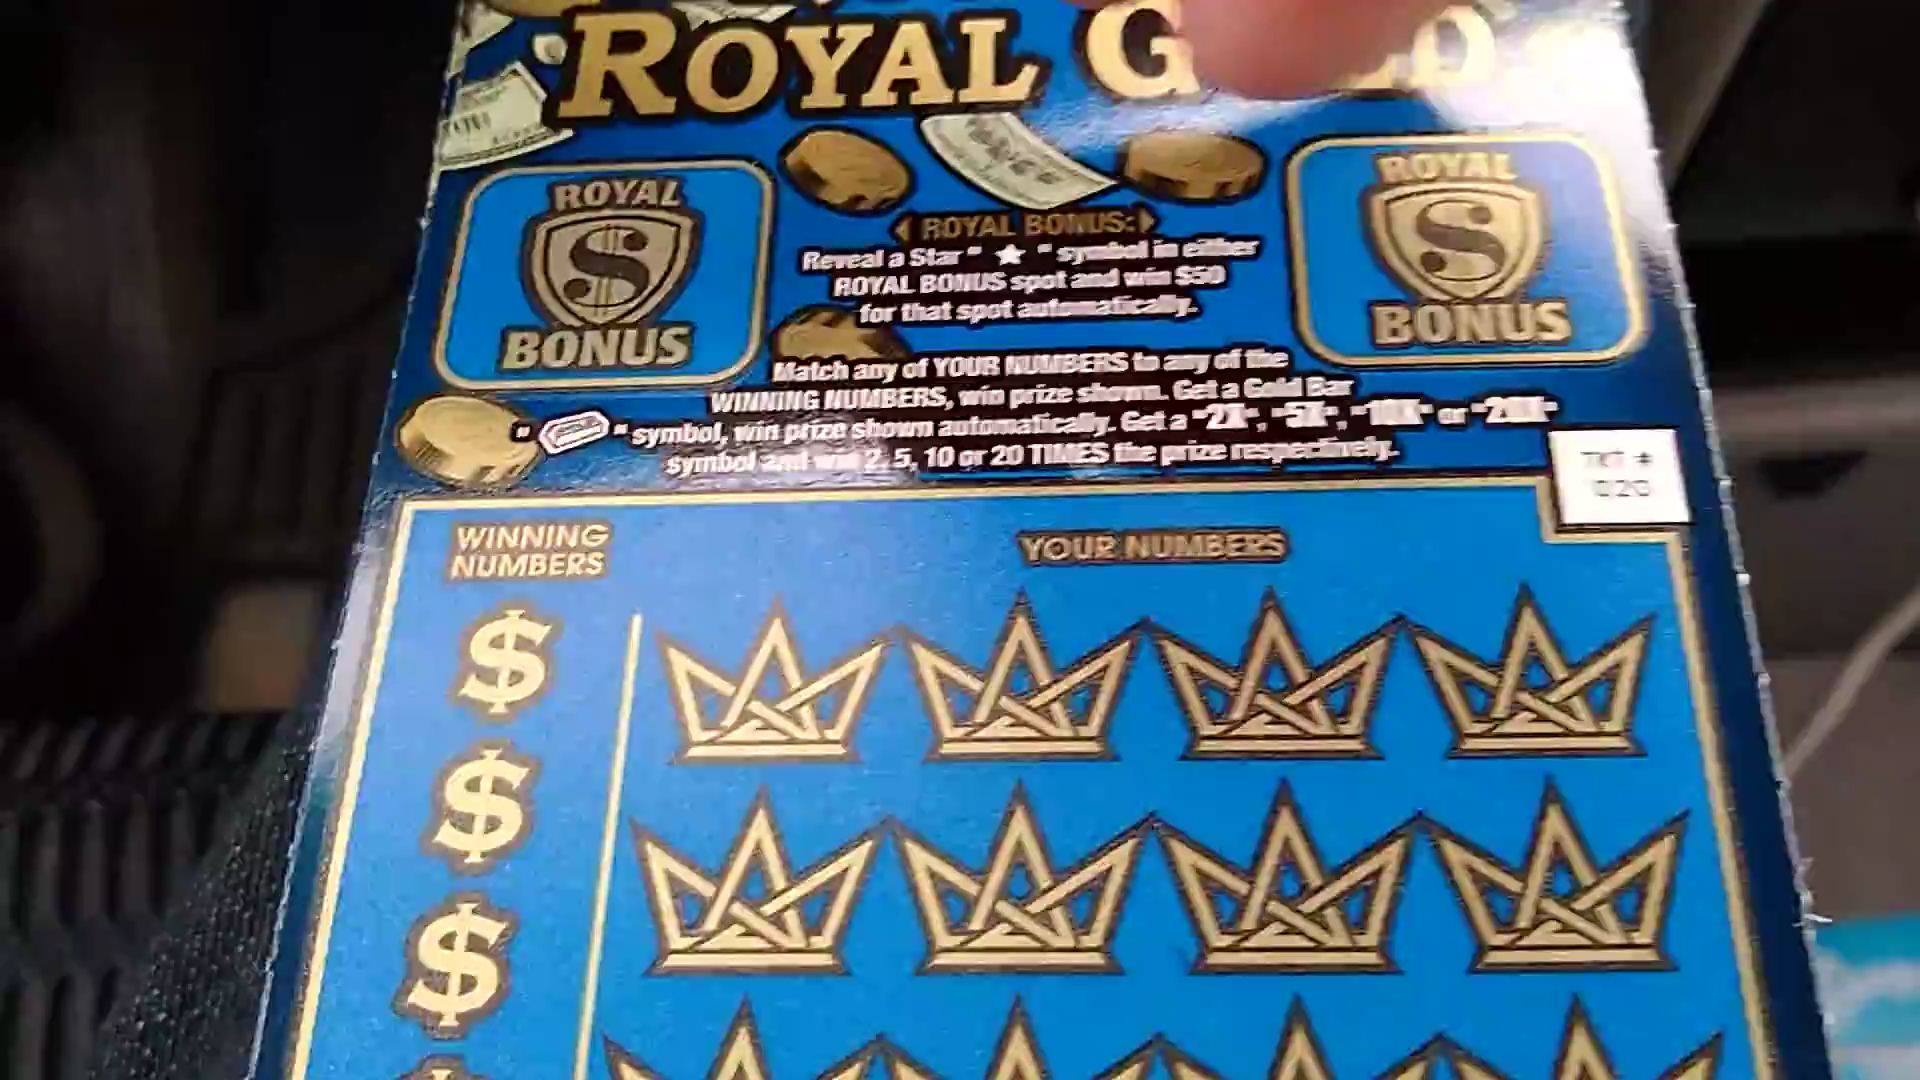 ROYAL G LD
ROYAL
BONUS
ROYAL BONUS:
Reveal a Star "★" symbol in either
ROYAL BONUS spot and win $50
for that spot automatically.
ROYAL
BONUS
Match any of YOUR NUMBERS to any of the
WINNING NUMBERS, win prize shown. Get a Gold Bar
" " symbol, win prize shown automatically. Get a "2X", "5X", "10X" or "20X"
symbol and win 2, 5, 10 or 20 TIMES the prize respectively.
TKT #
020
WINNING
NUMBERS
YOUR NUMBERS
$
$
$